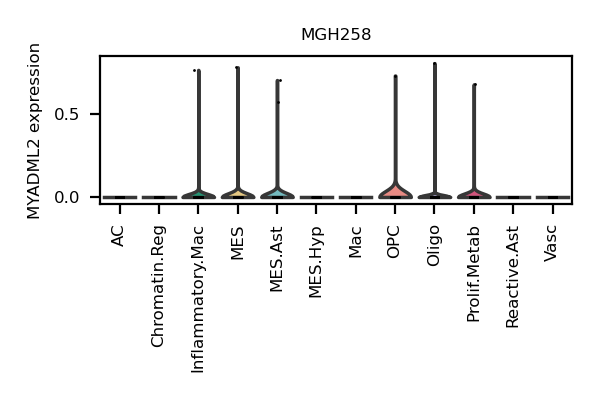 MGH258
MYADML2 expression
0.5
0.0
AC
Chromatin.Reg
Inflammatory.Mac
MES
MES.Ast
MES.Hyp
Mac
OPC
Oligo
Prolif.Metab
Reactive.Ast
Vasc